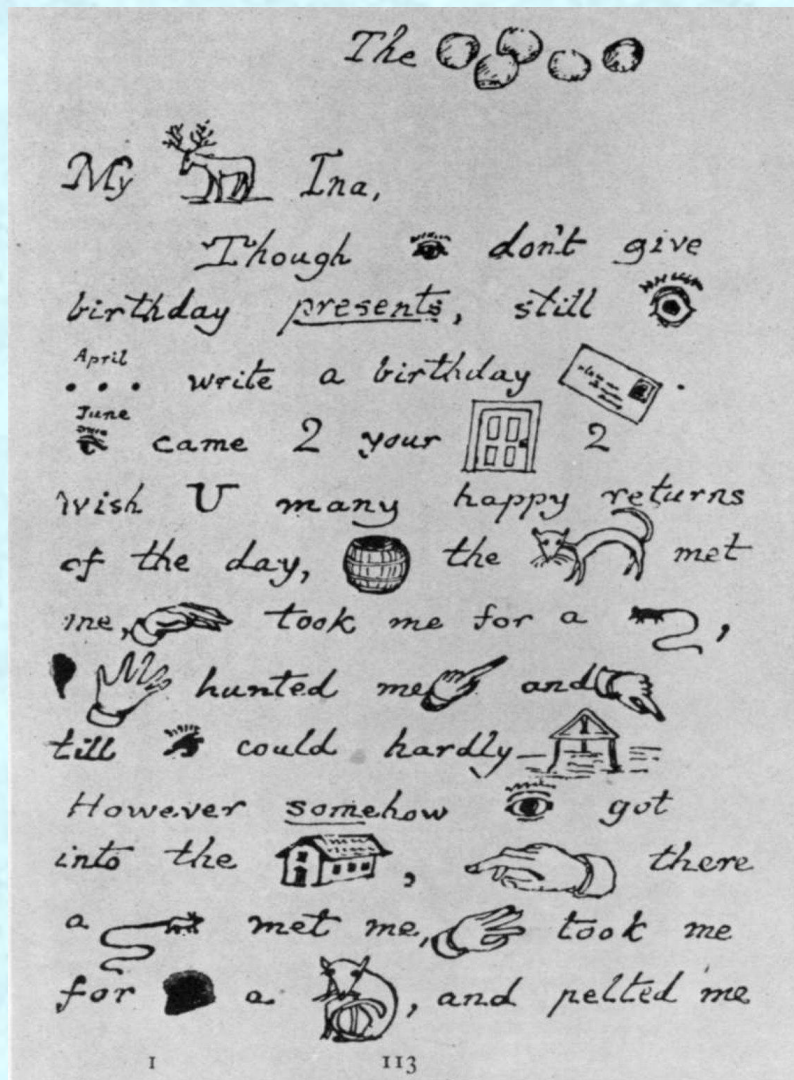 The
My Ina,
Though don't give
birthday presents, still
April
... write a birthday .
June
came 2 your 2
wish U many happy returns
of the day, the met
me, took me for a ,
hunted me and
till could hardly
However somehow got
into the , there
a met me, took me
for a , and pelted me
I 113